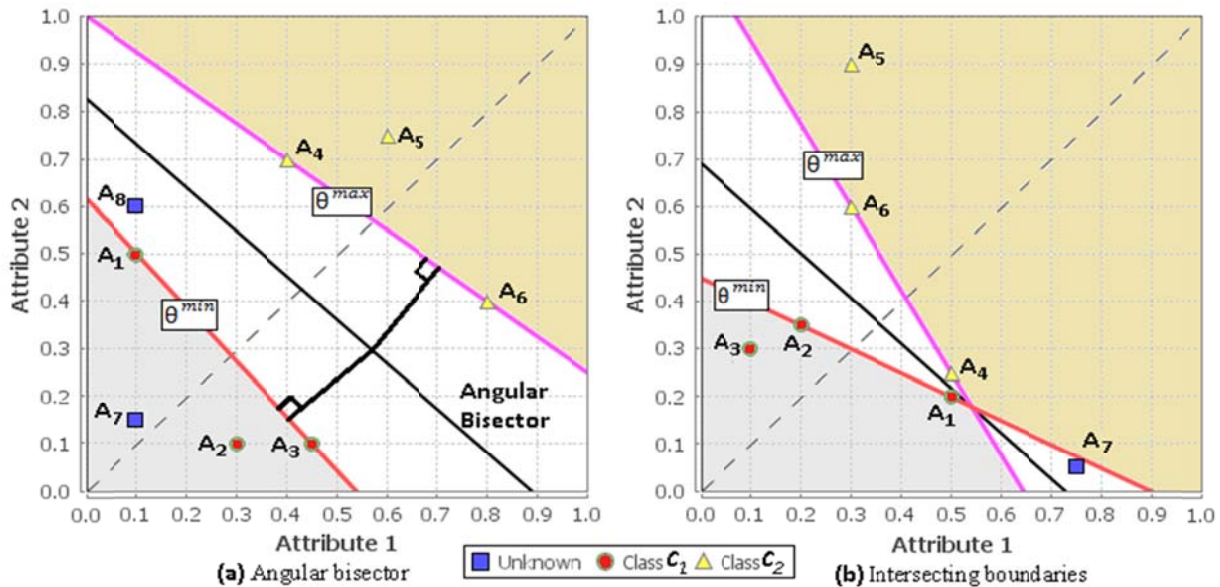 1.0
0.9
0.8
0.7
0.6
0.5
0.4
0.3
0.2
0.1
0.0
Attribute 2
A4
A5
θmax
A8
A1
θmin
A6
Angular
Bisector
A7
A2
A3
0.0 0.1 0.2 0.3 0.4 0.5 0.6 0.7 0.8 0.9 1.0
Attribute 1
(a) Angular bisector
1.0
0.9
0.8
0.7
0.6
0.5
0.4
0.3
0.2
0.1
0.0
Attribute 2
A5
θmax
A6
θmin
A3
A2
A4
A1
A7
0.0 0.1 0.2 0.3 0.4 0.5 0.6 0.7 0.8 0.9 1.0
Attribute 1
(b) Intersecting boundaries
Unknown Class C1 Class C2